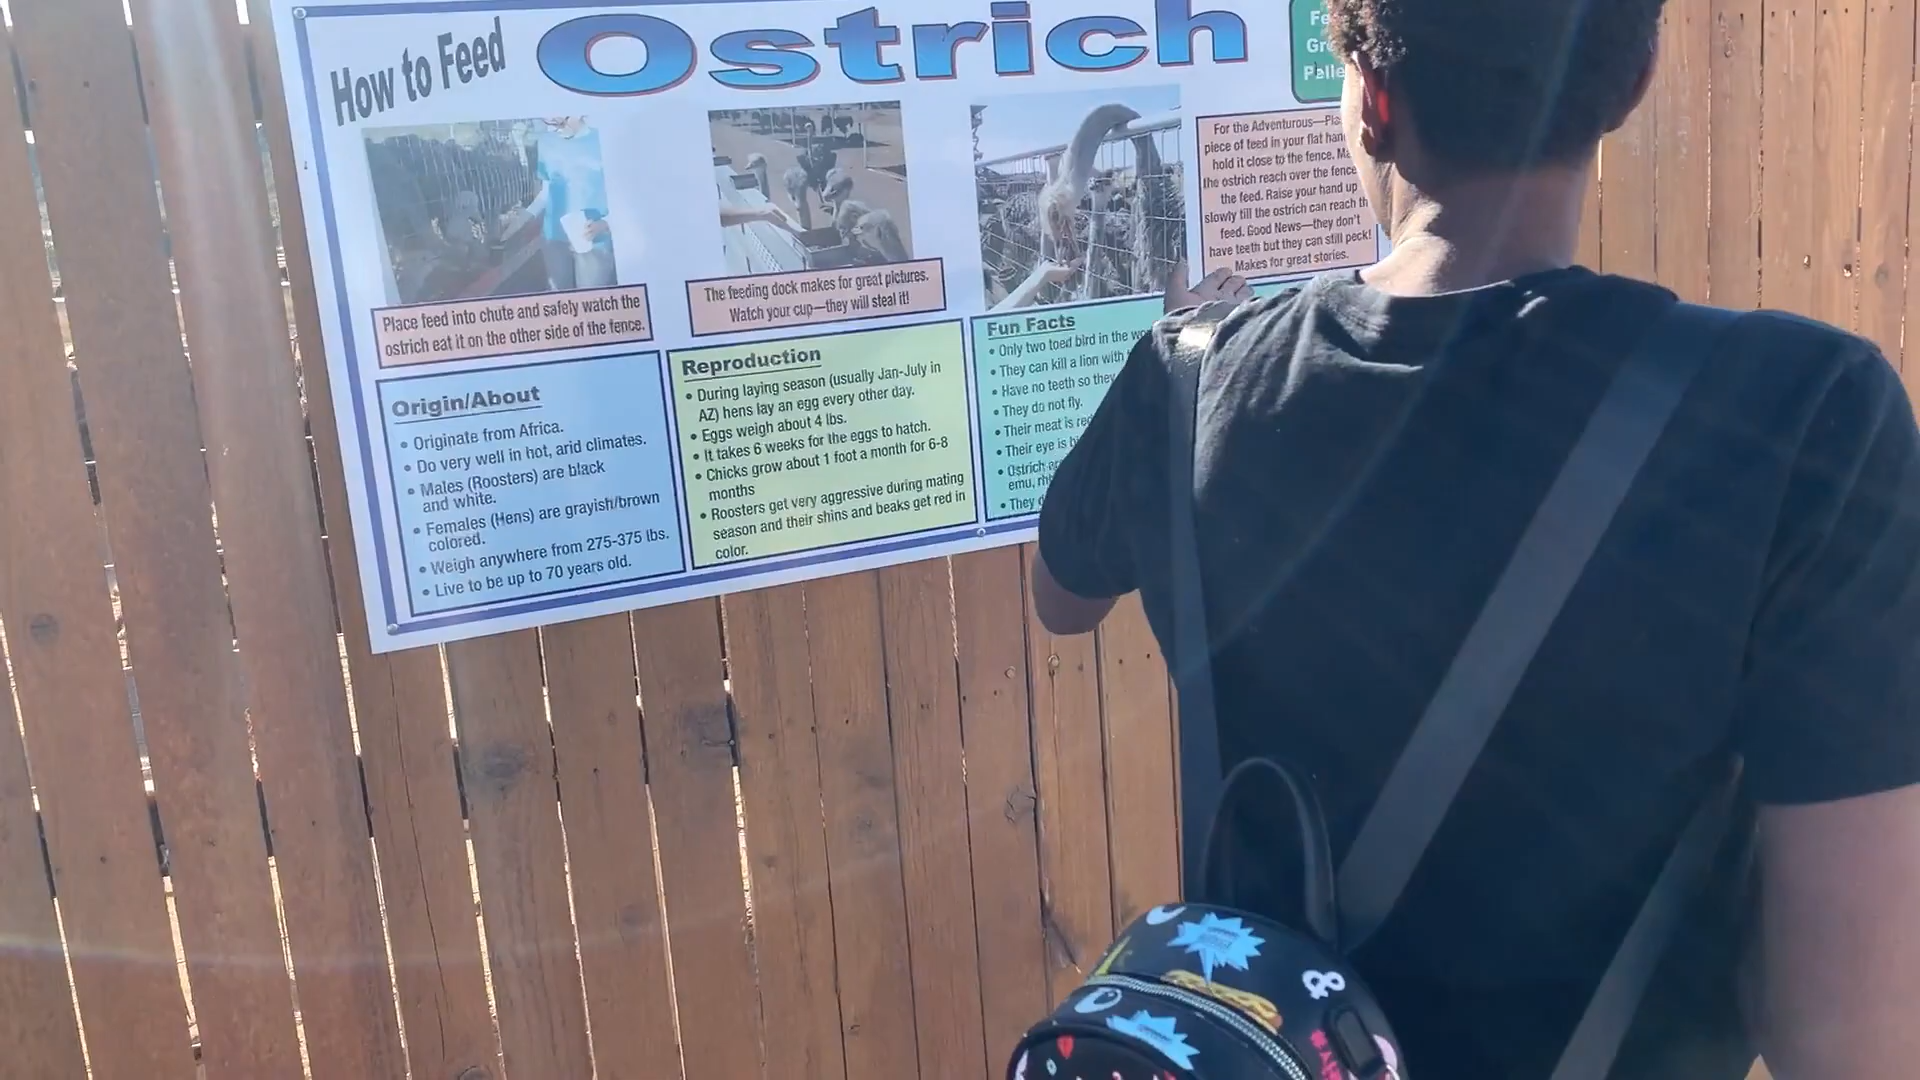 How to Feed Ostrich
Place feed into chute and safely watch the
ostrich eat it on the other side of the fence.
The feeding dock makes for great pictures.
Watch your cup—they will steal it!
For the Adventurous—
piece of feed in your flat
hold it close to the fence.
the ostrich reach over the fence
the feed. Raise your hand up
slowly till the ostrich can reach
feed. Good News—they don't
have teeth but they can still peck!
Makes for great stories.
Origin/About
• Originate from Africa.
• Do very well in hot, arid climates.
• Males (Roosters) are black
and white.
• Females (Hens) are grayish/brown
colored.
• Weigh anywhere from 275-375 lbs.
• Live to be up to 70 years old.
Reproduction
• During laying season (usually Jan-July in
AZ) hens lay an egg every other day.
• Eggs weigh about 4 lbs.
• It takes 6 weeks for the eggs to hatch.
• Chicks grow about 1 foot a month for 6-8
months
• Roosters get very aggressive during mating
season and their shins and beaks get red in
color.
Fun Facts
• Only two toed bird in the
• They can kill a lion with
• Have no teeth so they
• They do not fly.
• Their meat is
• Their eye is
• Ostrich
emu,
• They